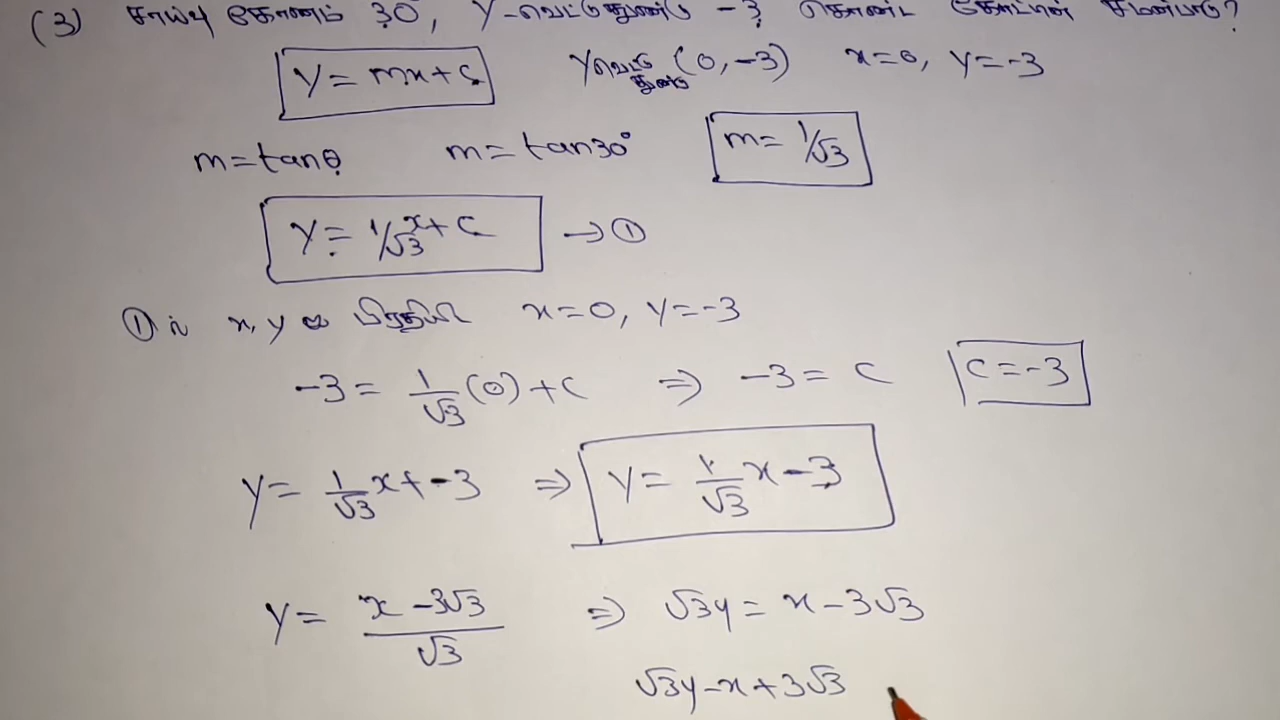 (3) சாய்வு கோணம் 30°, y-வெட்டுதுண்டு -3 கொண்ட கோட்டின் சமன்பாடு?
y = mx + c y வெட்டு துண்டு (0, -3) x=0, y=-3
m = tanθ m = tan30° m = 1/√3
y = 1/√3 x + c → ①
① ல் x, y ஐ பிரதியிட x=0, y=-3
-3 = 1/√3 (0) + c ⇒ -3 = c c = -3
y = 1/√3 x + -3 ⇒ y = 1/√3 x - 3
y = x - 3√3 / √3 ⇒ √3y = x - 3√3
√3y - x + 3√3